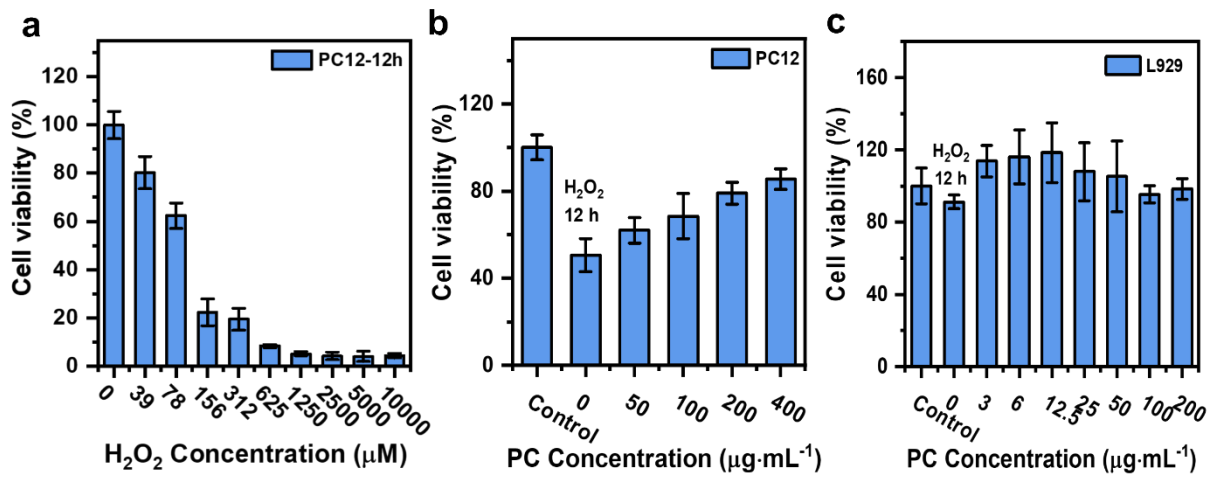 a
PC12-12h
Cell viability (%)
120
100
80
60
40
20
0
0
39
78
156
312
625
1250
2500
5000
10000
H₂O₂ Concentration (μM)
b
PC12
Cell viability (%)
120
80
40
0
H₂O₂
12 h
Control
0
50
100
200
400
PC Concentration (μg·mL⁻¹)
c
L929
Cell viability (%)
160
120
80
40
0
H₂O₂
12 h
Control
0
3
6
12.5
25
50
100
200
PC Concentration (μg·mL⁻¹)